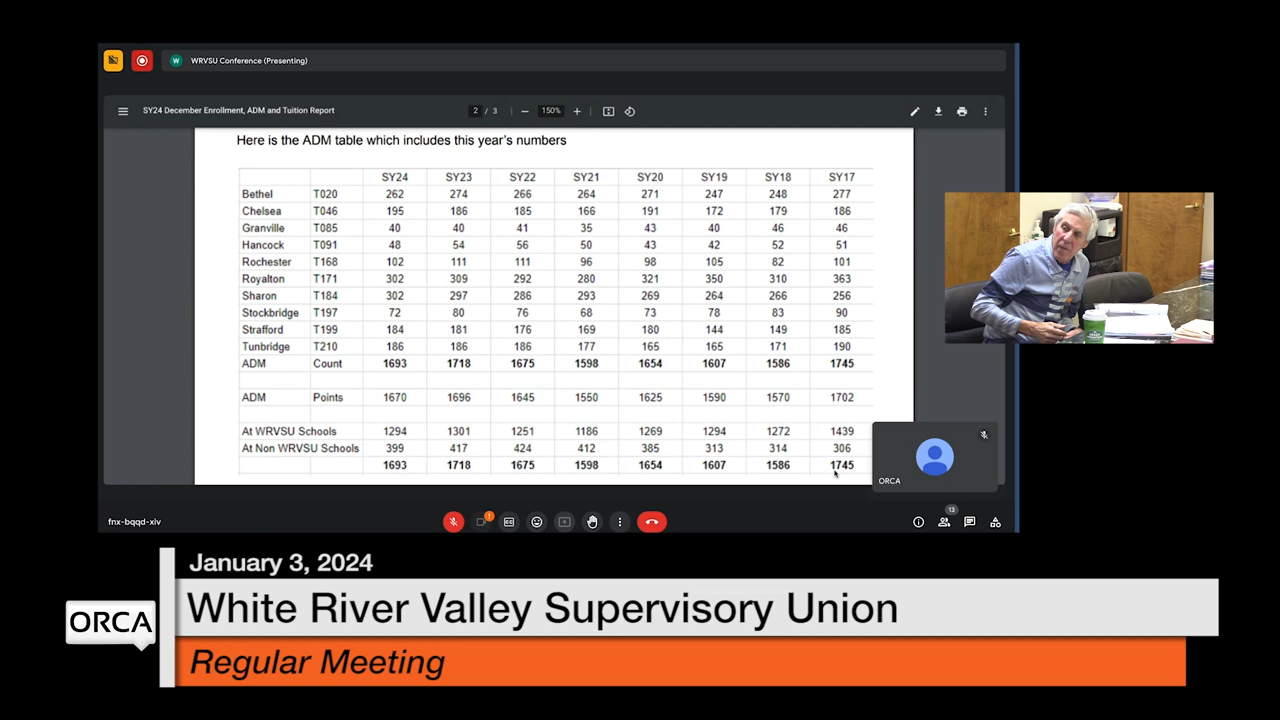 W WRVSU Conference (Presenting)
SY24 December Enrollment, ADM and Tuition Report 2 / 3 150%
Here is the ADM table which includes this year's numbers
SY24 SY23 SY22 SY21 SY20 SY19 SY18 SY17
Bethel T020 262 274 266 264 271 247 248 277
Chelsea T046 195 186 185 166 191 172 179 186
Granville T085 40 40 41 35 43 40 46 46
Hancock T091 48 54 56 50 43 42 52 51
Rochester T168 102 111 111 96 98 105 82 101
Royalton T171 302 309 292 280 321 350 310 363
Sharon T184 302 297 286 293 269 264 266 256
Stockbridge T197 72 80 76 68 73 78 83 90
Strafford T199 184 181 176 169 180 144 149 185
Tunbridge T210 186 186 186 177 165 165 171 190
ADM Count 1693 1718 1675 1598 1654 1607 1586 1745
ADM Points 1670 1696 1645 1550 1625 1590 1570 1702
At WRVSU Schools 1294 1301 1251 1186 1269 1294 1272 1439
At Non WRVSU Schools 399 417 424 412 385 313 314 306
1693 1718 1675 1598 1654 1607 1586 1745
ORCA
fnx-bqqd-xiv
13
January 3, 2024
White River Valley Supervisory Union
ORCA
Regular Meeting